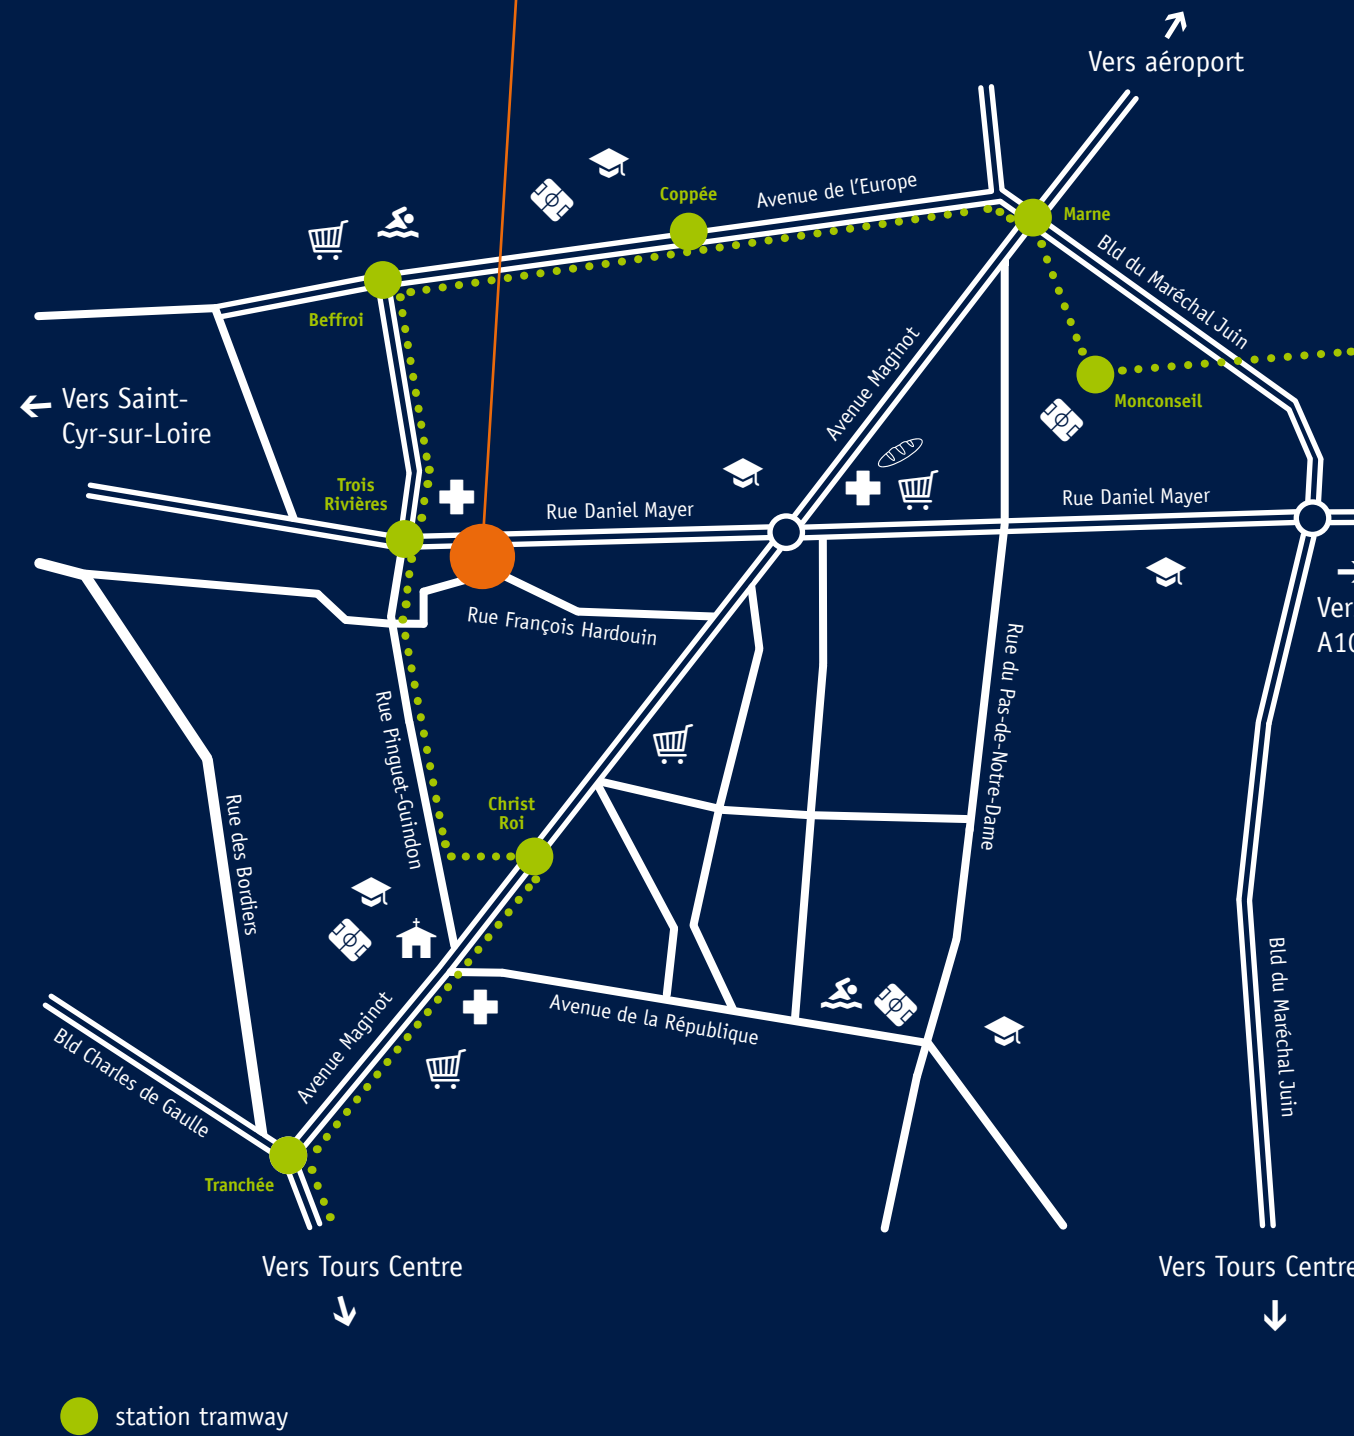 Vers aéroport
Coppée
Avenue de l'Europe
Marne
Bld du Maréchal Juin
Beffroi
Avenue Maginot
Vers Saint-
Cyr-sur-Loire
Monconseil
Trois
Rivières
Rue Daniel Mayer
Rue Daniel Mayer
Ver
A10
Rue François Hardouin
Rue du Pas-de-Notre-Dame
Rue Pinguet-Guindon
Rue des Bordiers
Christ
Roi
Avenue de la République
Avenue Maginot
Bld du Maréchal Juin
Bld Charles de Gaulle
Tranchée
Vers Tours Centre
Vers Tours Centre
station tramway